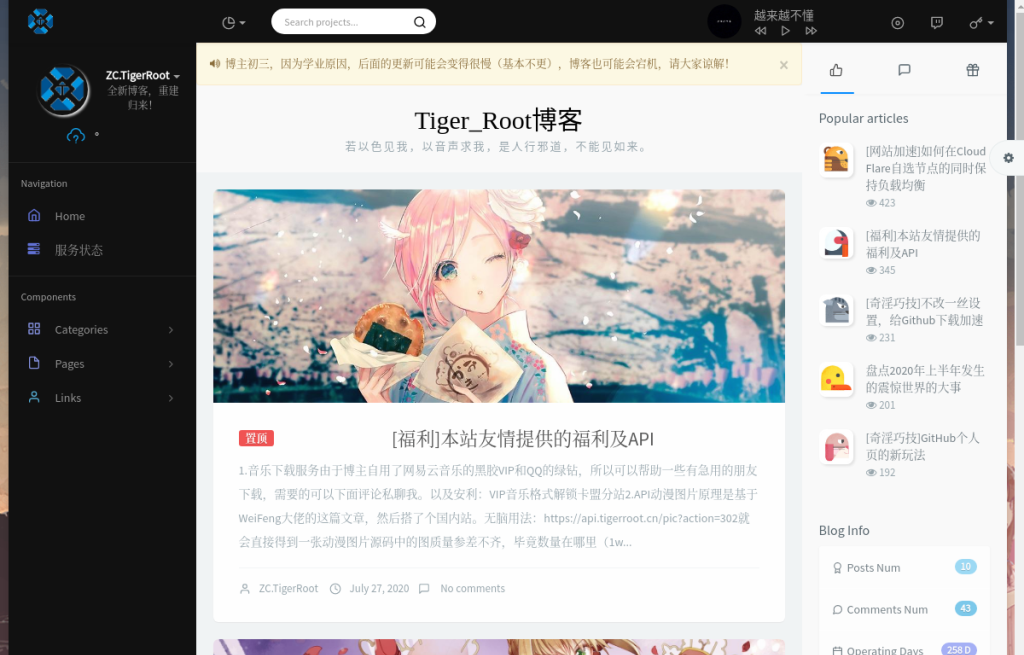 Search projects...
越来越不懂
ZC.TigerRoot
全新博客，重建
归来！
Navigation
Home
服务状态
Components
Categories
Pages
Links
博主初三，因为学业原因，后面的更新可能会变得很慢（基本不更），博客也可能会宕机，请大家谅解！
×
Tiger_Root博客
若以色见我，以音声求我，是人行邪道，不能见如来。
置顶
[福利]本站友情提供的福利及API
1.音乐下载服务由于博主自用了网易云音乐的黑胶VIP和QQ的绿钻，所以可以帮助一些有急用的朋友
下载，需要的可以下面评论私聊我。以及安利：VIP音乐格式解锁卡盟分站2.API动漫图片原理是基于
WeiFeng大佬的这篇文章，然后搭了个国内站。无脑用法：https://api.tigerroot.cn/pic?action=302就
会直接得到一张动漫图片源码中的图质量参差不齐，毕竟数量在哪里（1w...
ZC.TigerRoot
July 27, 2020
No comments
Popular articles
[网站加速]如何在Cloud
Flare自选节点的同时保
持负载均衡
423
[福利]本站友情提供的
福利及API
345
[奇淫巧技]不改一丝设
置，给Github下载加速
231
盘点2020年上半年发生
的震惊世界的大事
201
[奇淫巧技]GitHub个人
页的新玩法
192
Blog Info
Posts Num 10
Comments Num 43
Operating Days 258 D